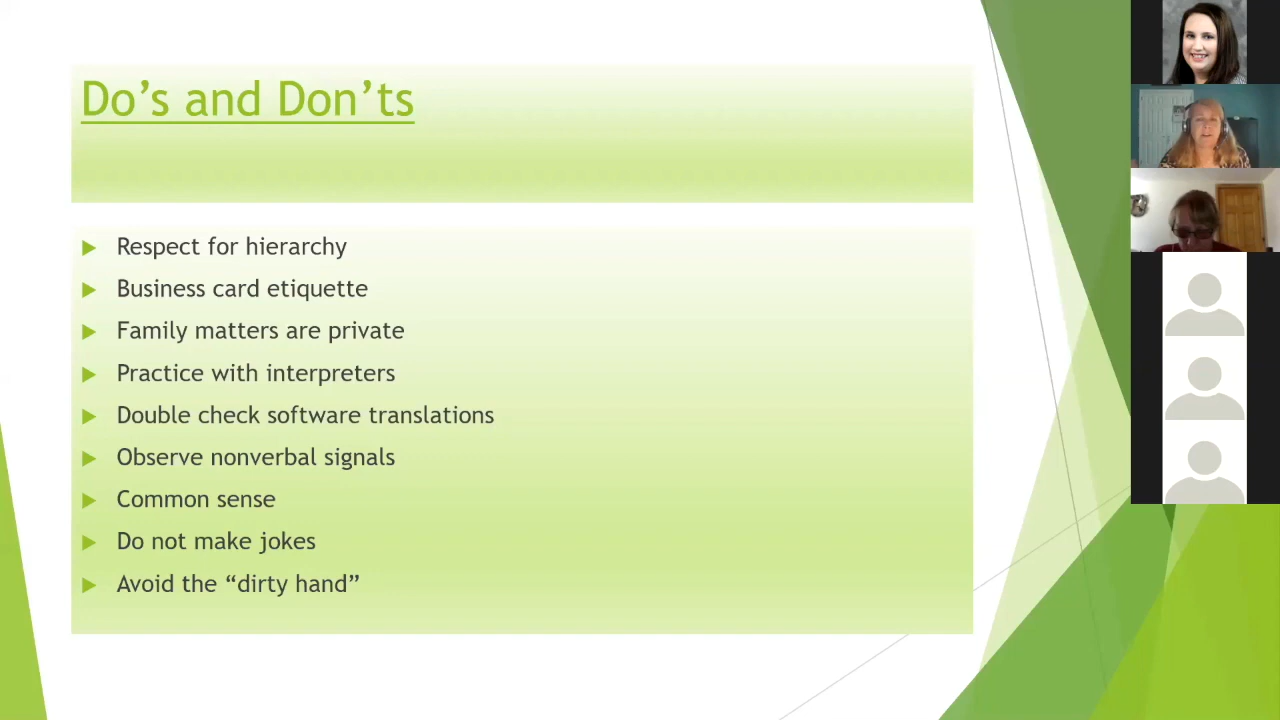 Do’s and Don’ts
Respect for hierarchy
Business card etiquette
Family matters are private
Practice with interpreters
Double check software translations
Observe nonverbal signals
Common sense
Do not make jokes
Avoid the “dirty hand”